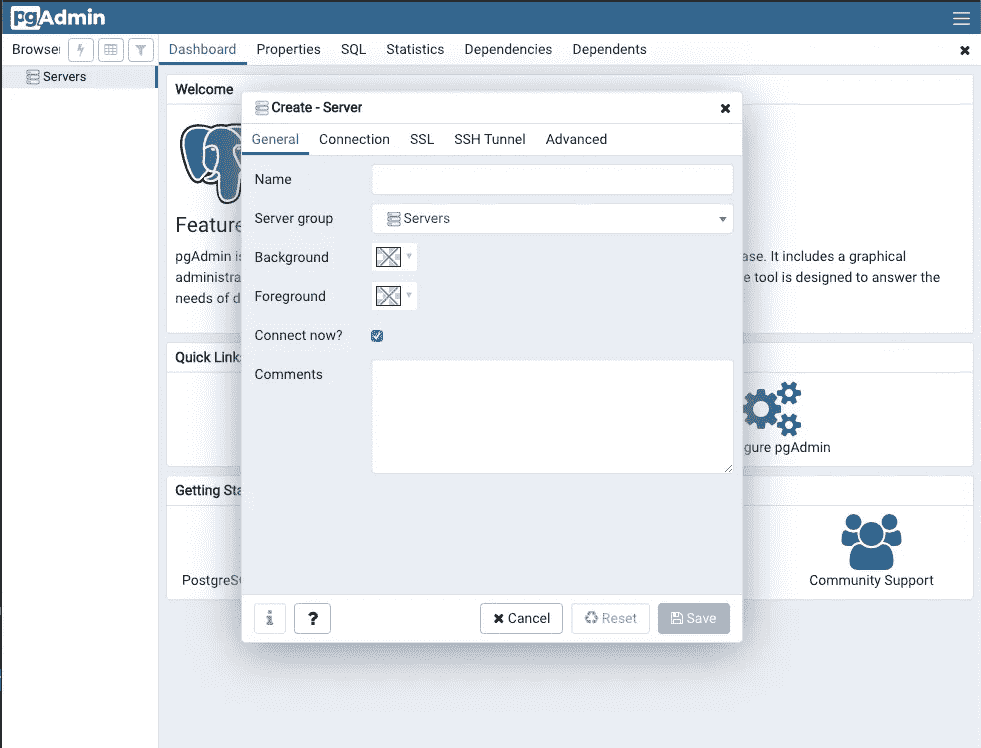 pgAdmin
Browser Dashboard Properties SQL Statistics Dependencies Dependents
Servers
Welcome
Create - Server
General Connection SSL SSH Tunnel Advanced
Name
Server group Servers
Feature
Background
pgAdmin is
ase. It includes a graphical
administra
e tool is designed to answer the
needs of d
Foreground
Connect now?
Quick Link
Comments
gure pgAdmin
Getting Sta
PostgreS
Community Support
i ? Cancel Reset Save